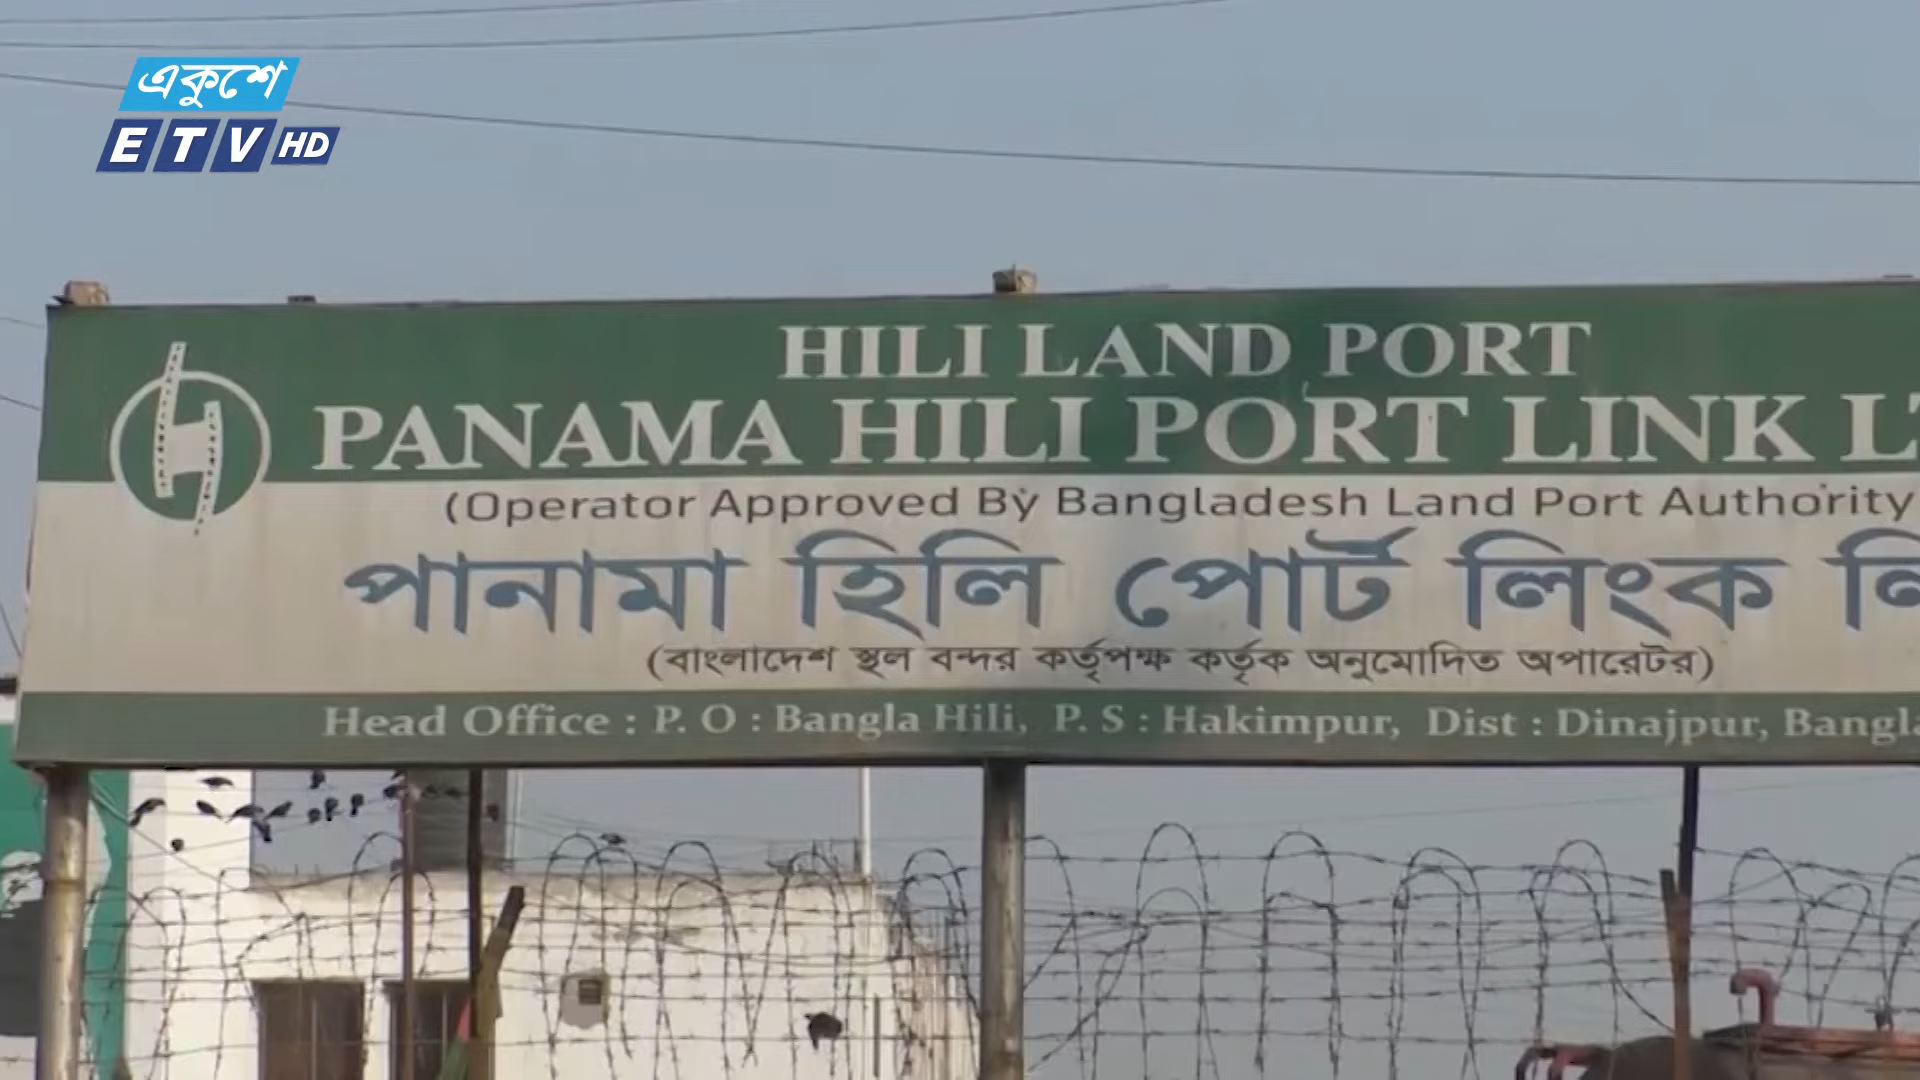 একুশে
ETV HD
HILI LAND PORT
PANAMA HILI PORT LINK
(Operator Approved By Bangladesh Land Port Authority
পানামা হিলি পোর্ট লিংক
(বাংলাদেশ স্থল বন্দর কর্তৃপক্ষ কর্তৃক অনুমোদিত অপারেটর)
Head Office : P. O : Bangla Hili, P. S : Hakimpur, Dist : Dinajpur,